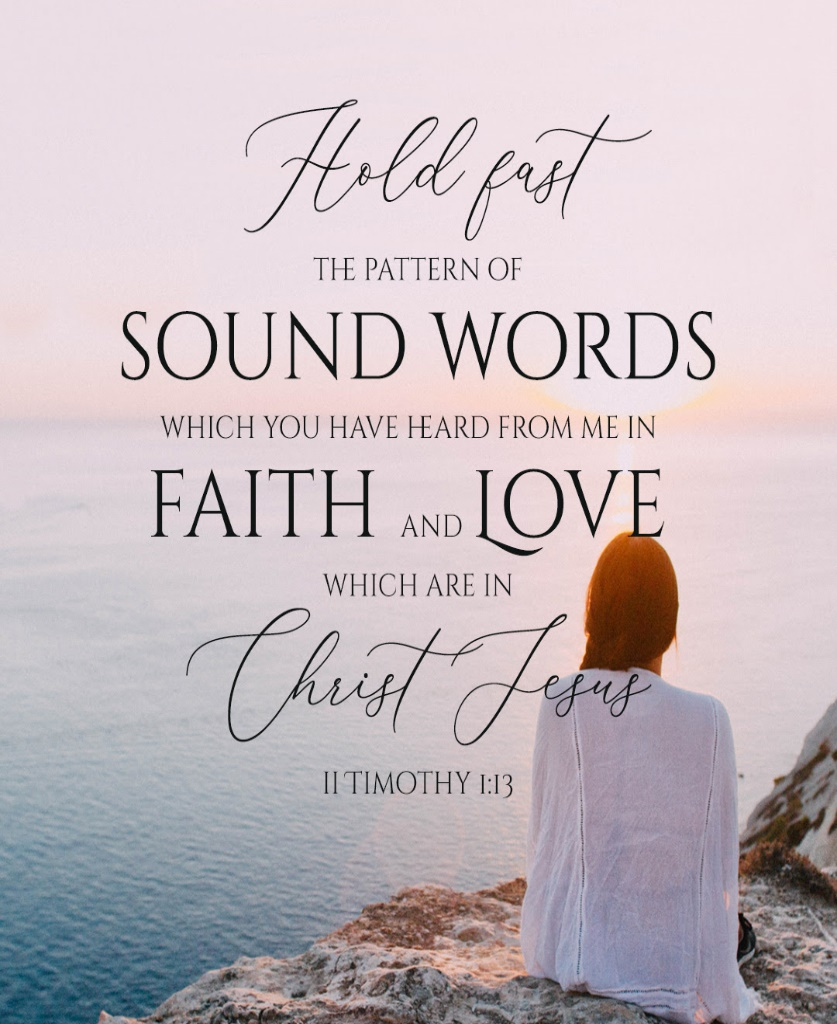 Hold fast
THE PATTERN OF
SOUND WORDS
WHICH YOU HAVE HEARD FROM ME IN
FAITH AND LOVE
WHICH ARE IN
Christ Jesus
II TIMOTHY 1:13